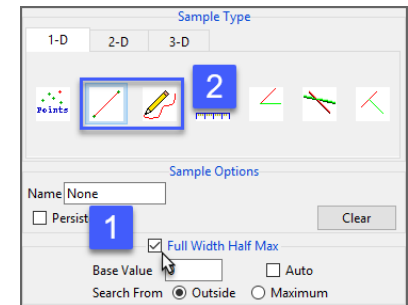 Sample Type
1-D 2-D 3-D
2
Points
Sample Options
Name None
Persist
Clear
1
Full Width Half Max
Base Value
Auto
Search From Outside Maximum